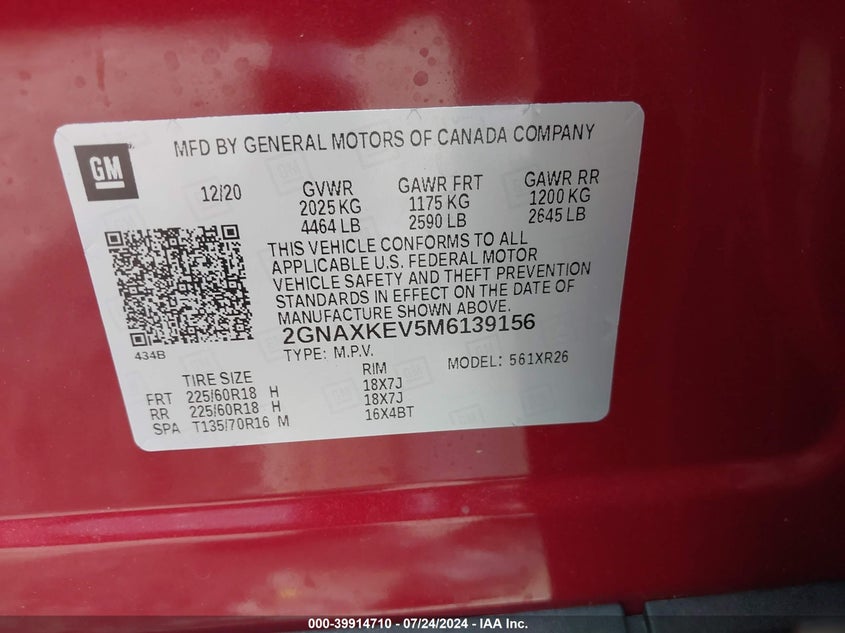 GM
MFD BY GENERAL MOTORS OF CANADA COMPANY
12/20
GVWR
2025 KG
4464 LB
GAWR FRT
1175 KG
2590 LB
GAWR RR
1200 KG
2645 LB
THIS VEHICLE CONFORMS TO ALL
APPLICABLE U.S. FEDERAL MOTOR
VEHICLE SAFETY AND THEFT PREVENTION
STANDARDS IN EFFECT ON THE DATE OF
MANUFACTURE SHOWN ABOVE.
2GNAXKEV5M6139156
434B
TYPE: M.P.V.
MODEL: 561XR26
TIRE SIZE RIM
FRT 225/60R18 H 18X7J
RR 225/60R18 H 18X7J
SPA T135/70R16 M 16X4BT
000-39914710 - 07/24/2024 - IAA Inc.